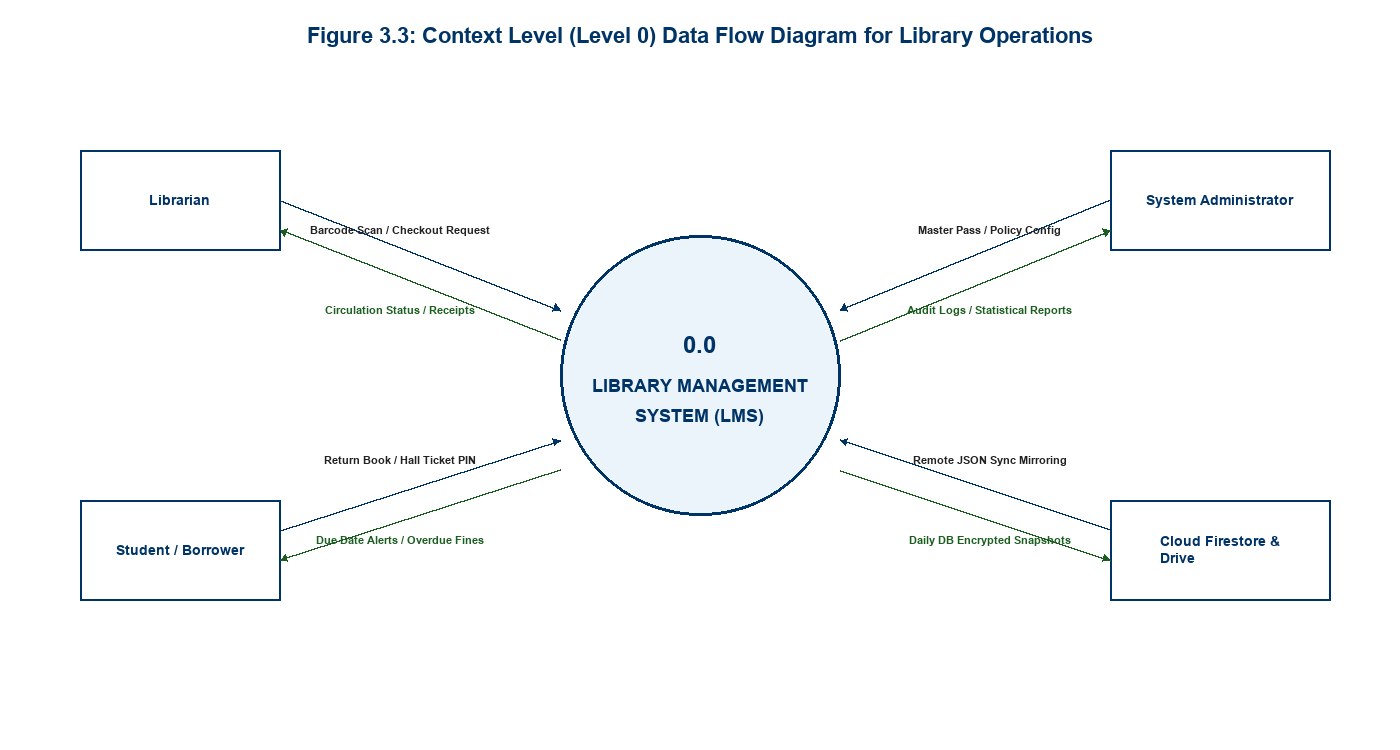 Figure 3.3: Context Level (Level 0) Data Flow Diagram for Library Operations
Librarian
System Administrator
Barcode Scan / Checkout Request
Master Pass / Policy Config
Circulation Status / Receipts
Audit Logs / Statistical Reports
0.0
LIBRARY MANAGEMENT
SYSTEM (LMS)
Return Book / Hall Ticket PIN
Remote JSON Sync Mirroring
Due Date Alerts / Overdue Fines
Daily DB Encrypted Snapshots
Student / Borrower
Cloud Firestore &
Drive